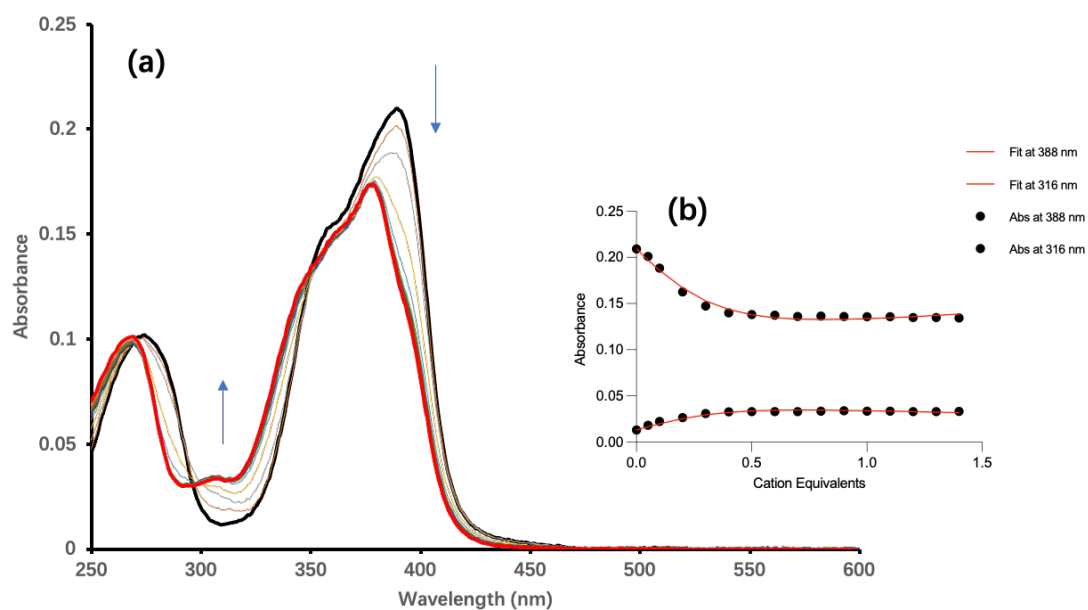 (a)
Absorbance
0.25
0.2
0.15
0.1
0.05
0
250
300
350
400
450
500
550
600
Wavelength (nm)
Fit at 388 nm
Fit at 316 nm
Abs at 388 nm
Abs at 316 nm
(b)
Absorbance
0.25
0.20
0.15
0.10
0.05
0.00
0.0
0.5
1.0
1.5
Cation Equivalents